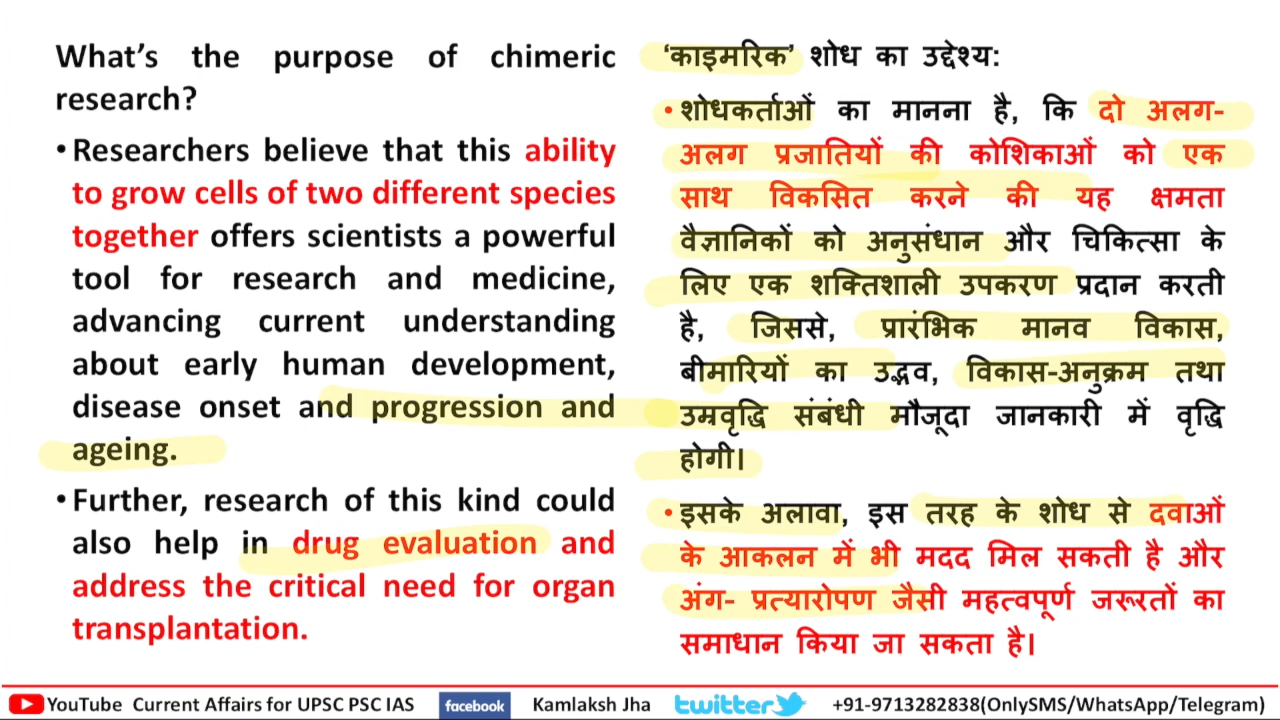 What's the purpose of chimeric
research?
• Researchers believe that this ability
to grow cells of two different species
together offers scientists a powerful
tool for research and medicine,
advancing current understanding
about early human development,
disease onset and progression and
ageing.
• Further, research of this kind could
also help in drug evaluation and
address the critical need for organ
transplantation.
‘काइमरिक’ शोध का उद्देश्य:
• शोधकर्ताओं का मानना है, कि दो अलग-
अलग प्रजातियों की कोशिकाओं को एक
साथ विकसित करने की यह क्षमता
वैज्ञानिकों को अनुसंधान और चिकित्सा के
लिए एक शक्तिशाली उपकरण प्रदान करती
है, जिससे, प्रारंभिक मानव विकास,
बीमारियों का उद्भव, विकास-अनुक्रम तथा
उम्रवृद्धि संबंधी मौजूदा जानकारी में वृद्धि
होगी।
• इसके अलावा, इस तरह के शोध से दवाओं
के आकलन में भी मदद मिल सकती है और
अंग- प्रत्यारोपण जैसी महत्वपूर्ण जरूरतों का
समाधान किया जा सकता है।
YouTube Current Affairs for UPSC PSC IAS facebook Kamlaksh Jha twitter +91-9713282838(OnlySMS/WhatsApp/Telegram)